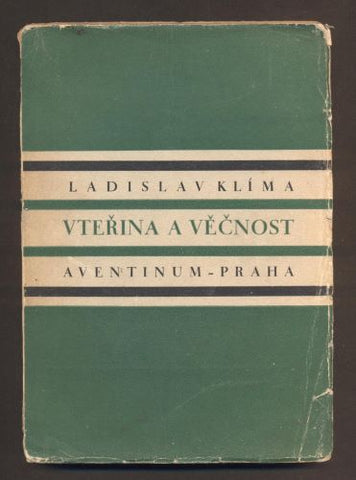 LADISLAV KLÍMA
VTEŘINA A VĚČNOST
AVENTINUM - PRAHA